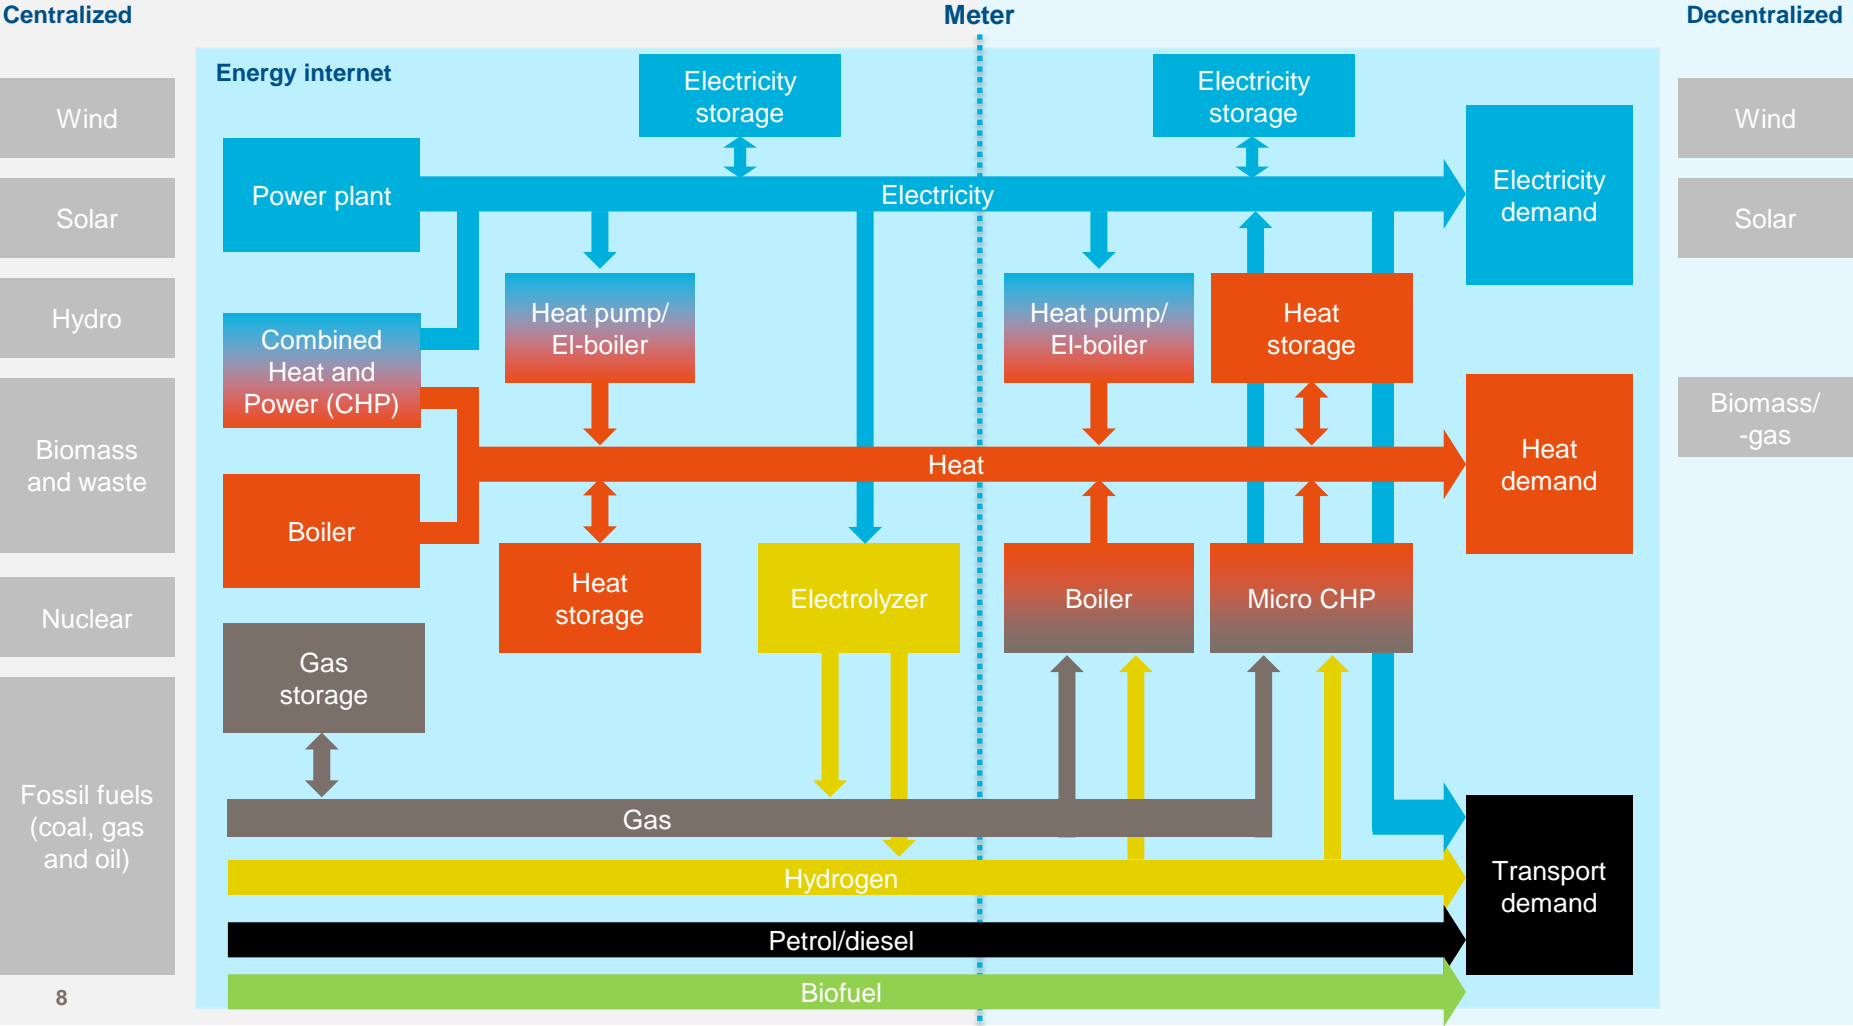 Centralized
Meter
Decentralized
Energy internet
Wind
Solar
Hydro
Biomass
and waste
Nuclear
Fossil fuels
(coal, gas
and oil)
8
Electricity
storage
Electricity
storage
Power plant
Electricity
Electricity
demand
Combined
Heat and
Power (CHP)
Heat pump/
El-boiler
Heat pump/
El-boiler
Heat
storage
Heat
Heat
demand
Boiler
Heat
storage
Electrolyzer
Boiler
Micro CHP
Gas
storage
Gas
Hydrogen
Petrol/diesel
Biofuel
Transport
demand
Wind
Solar
Biomass/
-gas